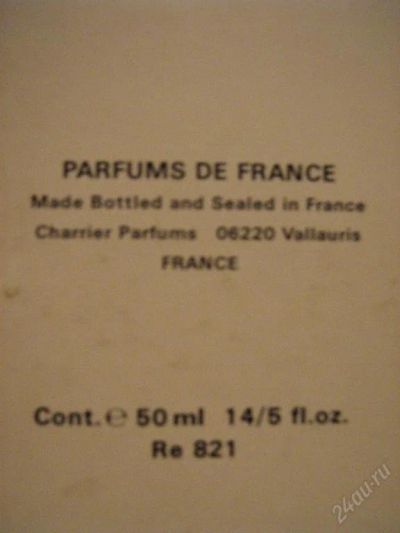 PARFUMS DE FRANCE
Made Bottled and Sealed in France
Charrier Parfums 06220 Vallauris
FRANCE
Cont. ℮ 50 ml 14/5 fl.oz.
Re 821
24au.ru